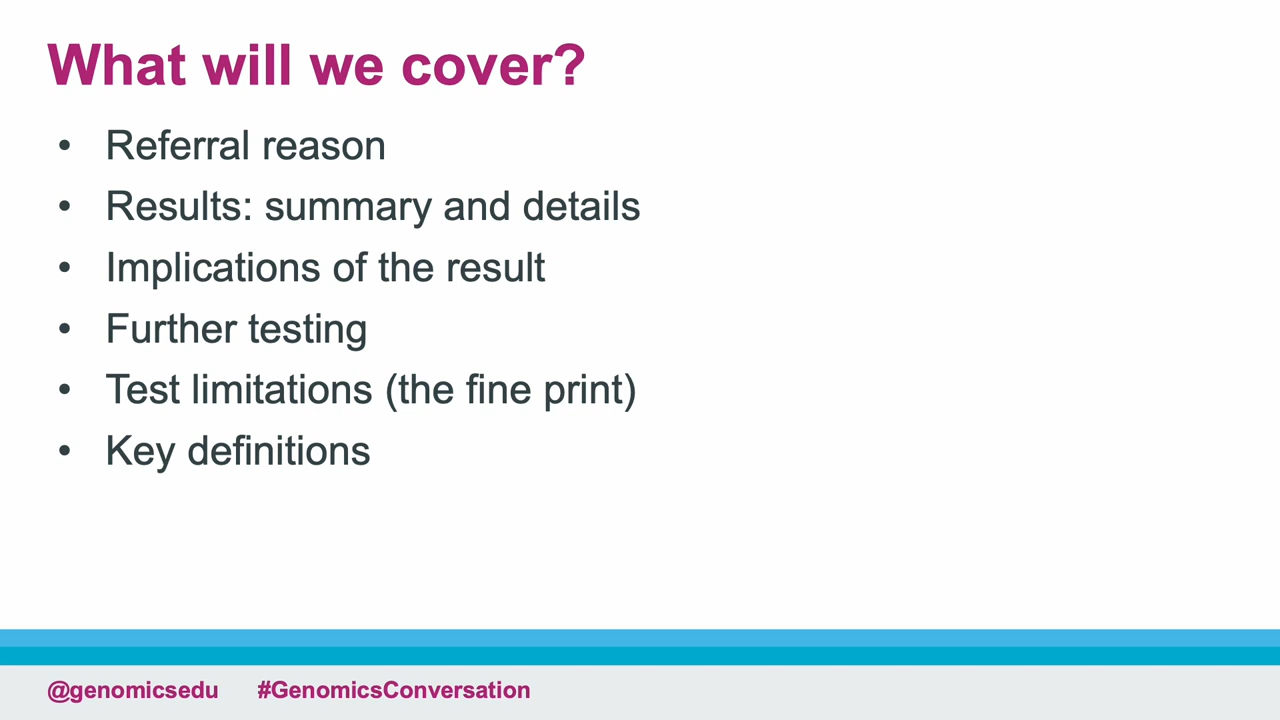 What will we cover?
• Referral reason
• Results: summary and details
• Implications of the result
• Further testing
• Test limitations (the fine print)
• Key definitions
@genomicsedu #GenomicsConversation